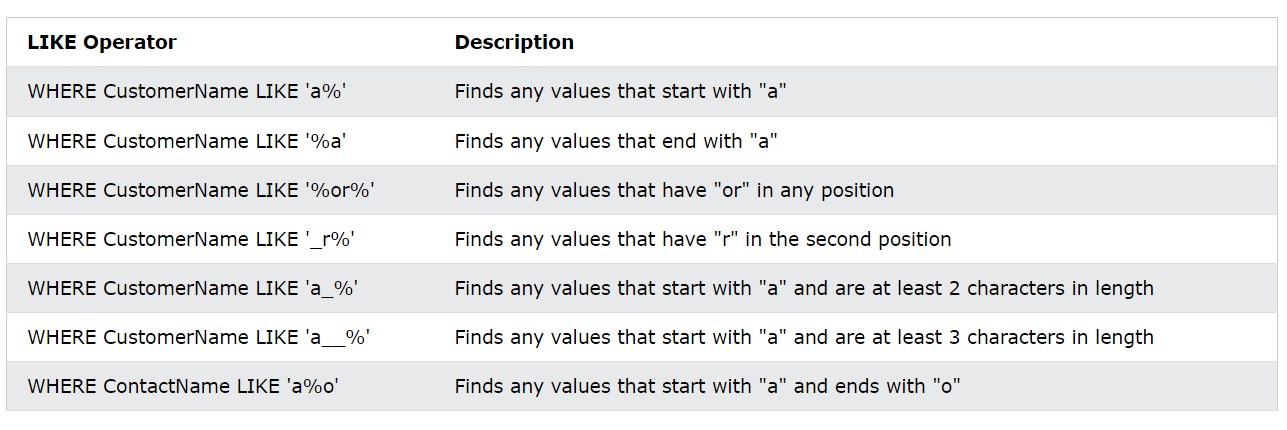 LIKE Operator Description
WHERE CustomerName LIKE 'a%' Finds any values that start with "a"
WHERE CustomerName LIKE '%a' Finds any values that end with "a"
WHERE CustomerName LIKE '%or%' Finds any values that have "or" in any position
WHERE CustomerName LIKE '_r%' Finds any values that have "r" in the second position
WHERE CustomerName LIKE 'a_%' Finds any values that start with "a" and are at least 2 characters in length
WHERE CustomerName LIKE 'a__%' Finds any values that start with "a" and are at least 3 characters in length
WHERE ContactName LIKE 'a%o' Finds any values that start with "a" and ends with "o"